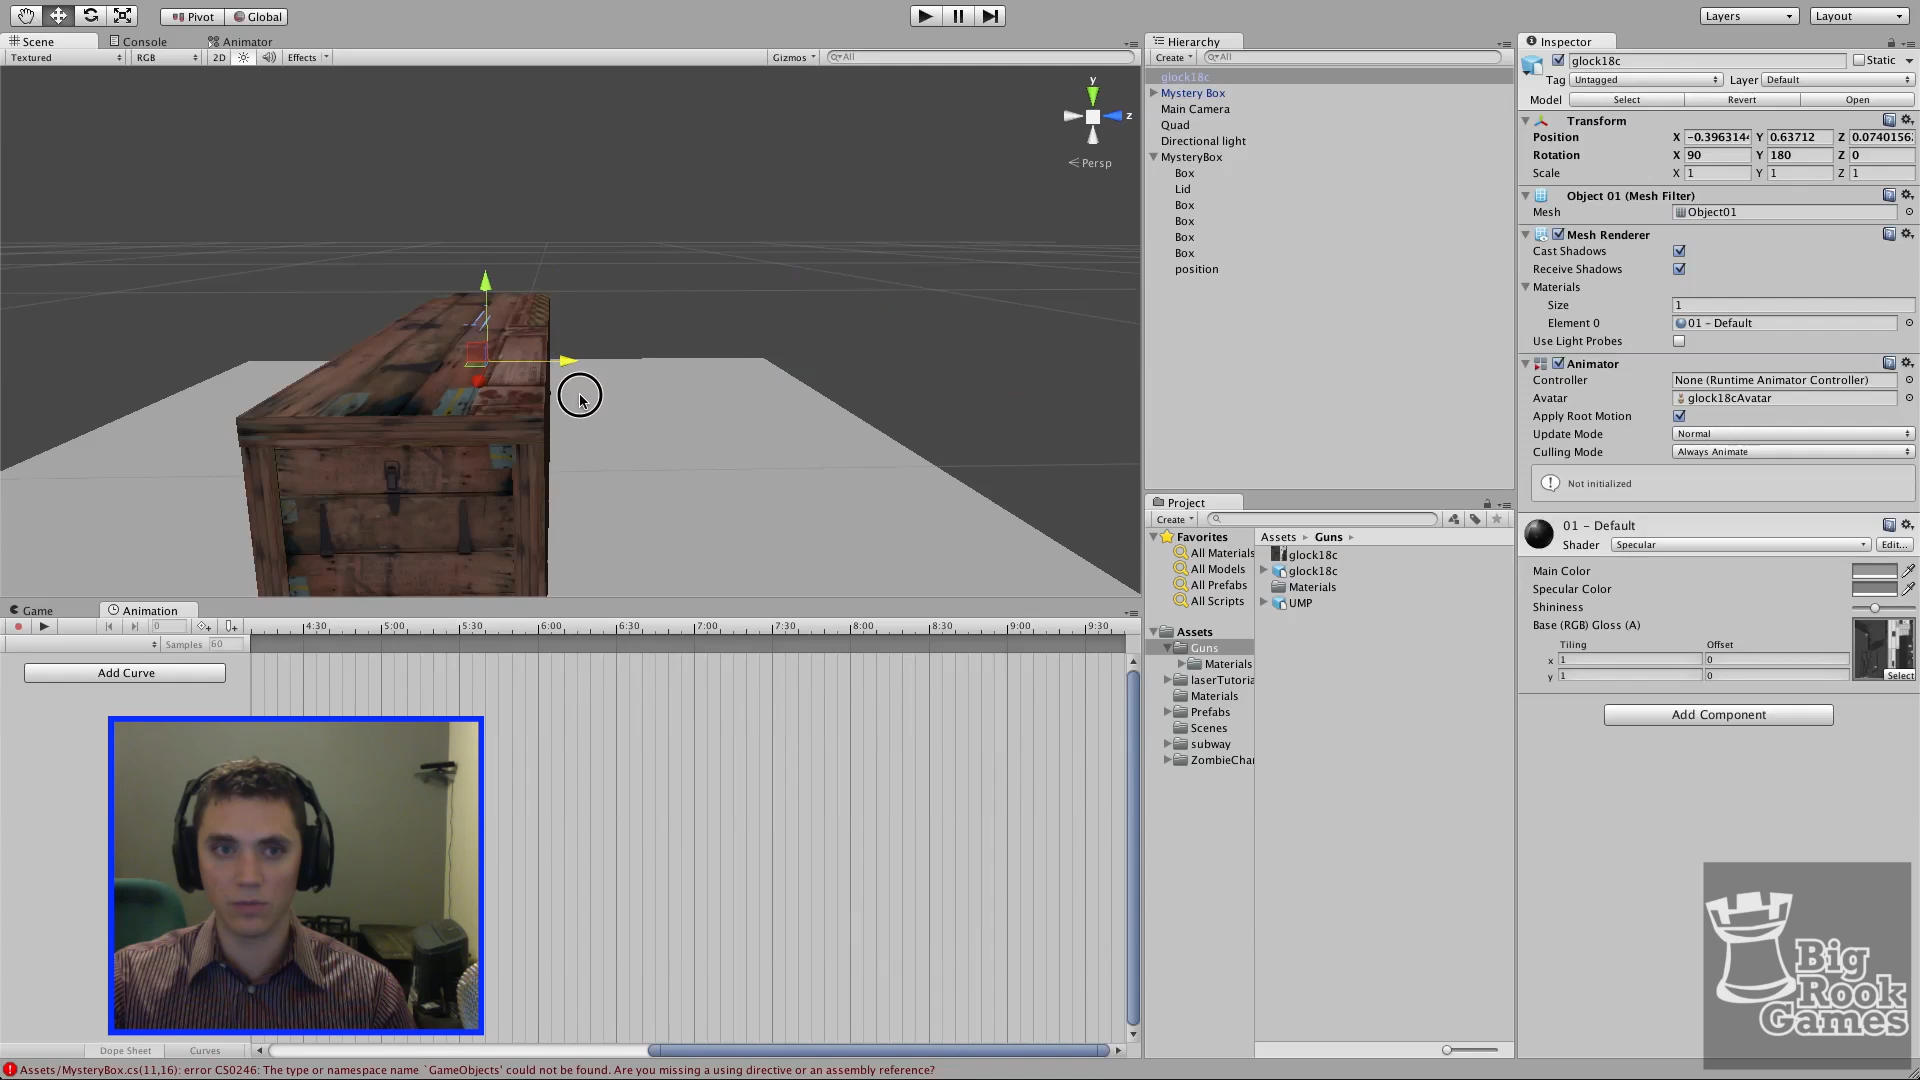 Pivot
Global
Layers
Layout
Scene
Console
Animator
Textured
RGB
2D
Effects
Gizmos
All
y
z
Persp
Hierarchy
Create
All
glock18c
Mystery Box
Main Camera
Quad
Directional light
MysteryBox
Box
Lid
Box
Box
Box
Box
position
Inspector
glock18c
Static
Tag Untagged Layer Default
Model Select Revert Open
Transform
Position X -0.396314 Y 0.63712 Z 0.0740156
Rotation X 90 Y 180 Z 0
Scale X 1 Y 1 Z 1
Object 01 (Mesh Filter)
Mesh Object01
Mesh Renderer
Cast Shadows
Receive Shadows
Materials
Size 1
Element 0 01 - Default
Use Light Probes
Animator
Controller None (Runtime Animator Controller)
Avatar glock18cAvatar
Apply Root Motion
Update Mode Normal
Culling Mode Always Animate
Not initialized
01 - Default
Shader Specular Edit...
Main Color
Specular Color
Shininess
Base (RGB) Gloss (A)
Tiling Offset
x 1 0
y 1 0
Select
Add Component
Project
Create
Favorites
All Materials
All Models
All Prefabs
All Scripts
Assets
Guns
Materials
laserTutoria
Materials
Prefabs
Scenes
subway
ZombieChar
Assets Guns
glock18c
glock18c
Materials
UMP
Game
Animation
0
Samples 60
4:30 5:00 5:30 6:00 6:30 7:00 7:30 8:00 8:30 9:00 9:30
Add Curve
Dope Sheet
Curves
Big
Rook
Games
Assets/MysteryBox.cs(11,16): error CS0246: The type or namespace name `GameObjects' could not be found. Are you missing a using directive or an assembly reference?